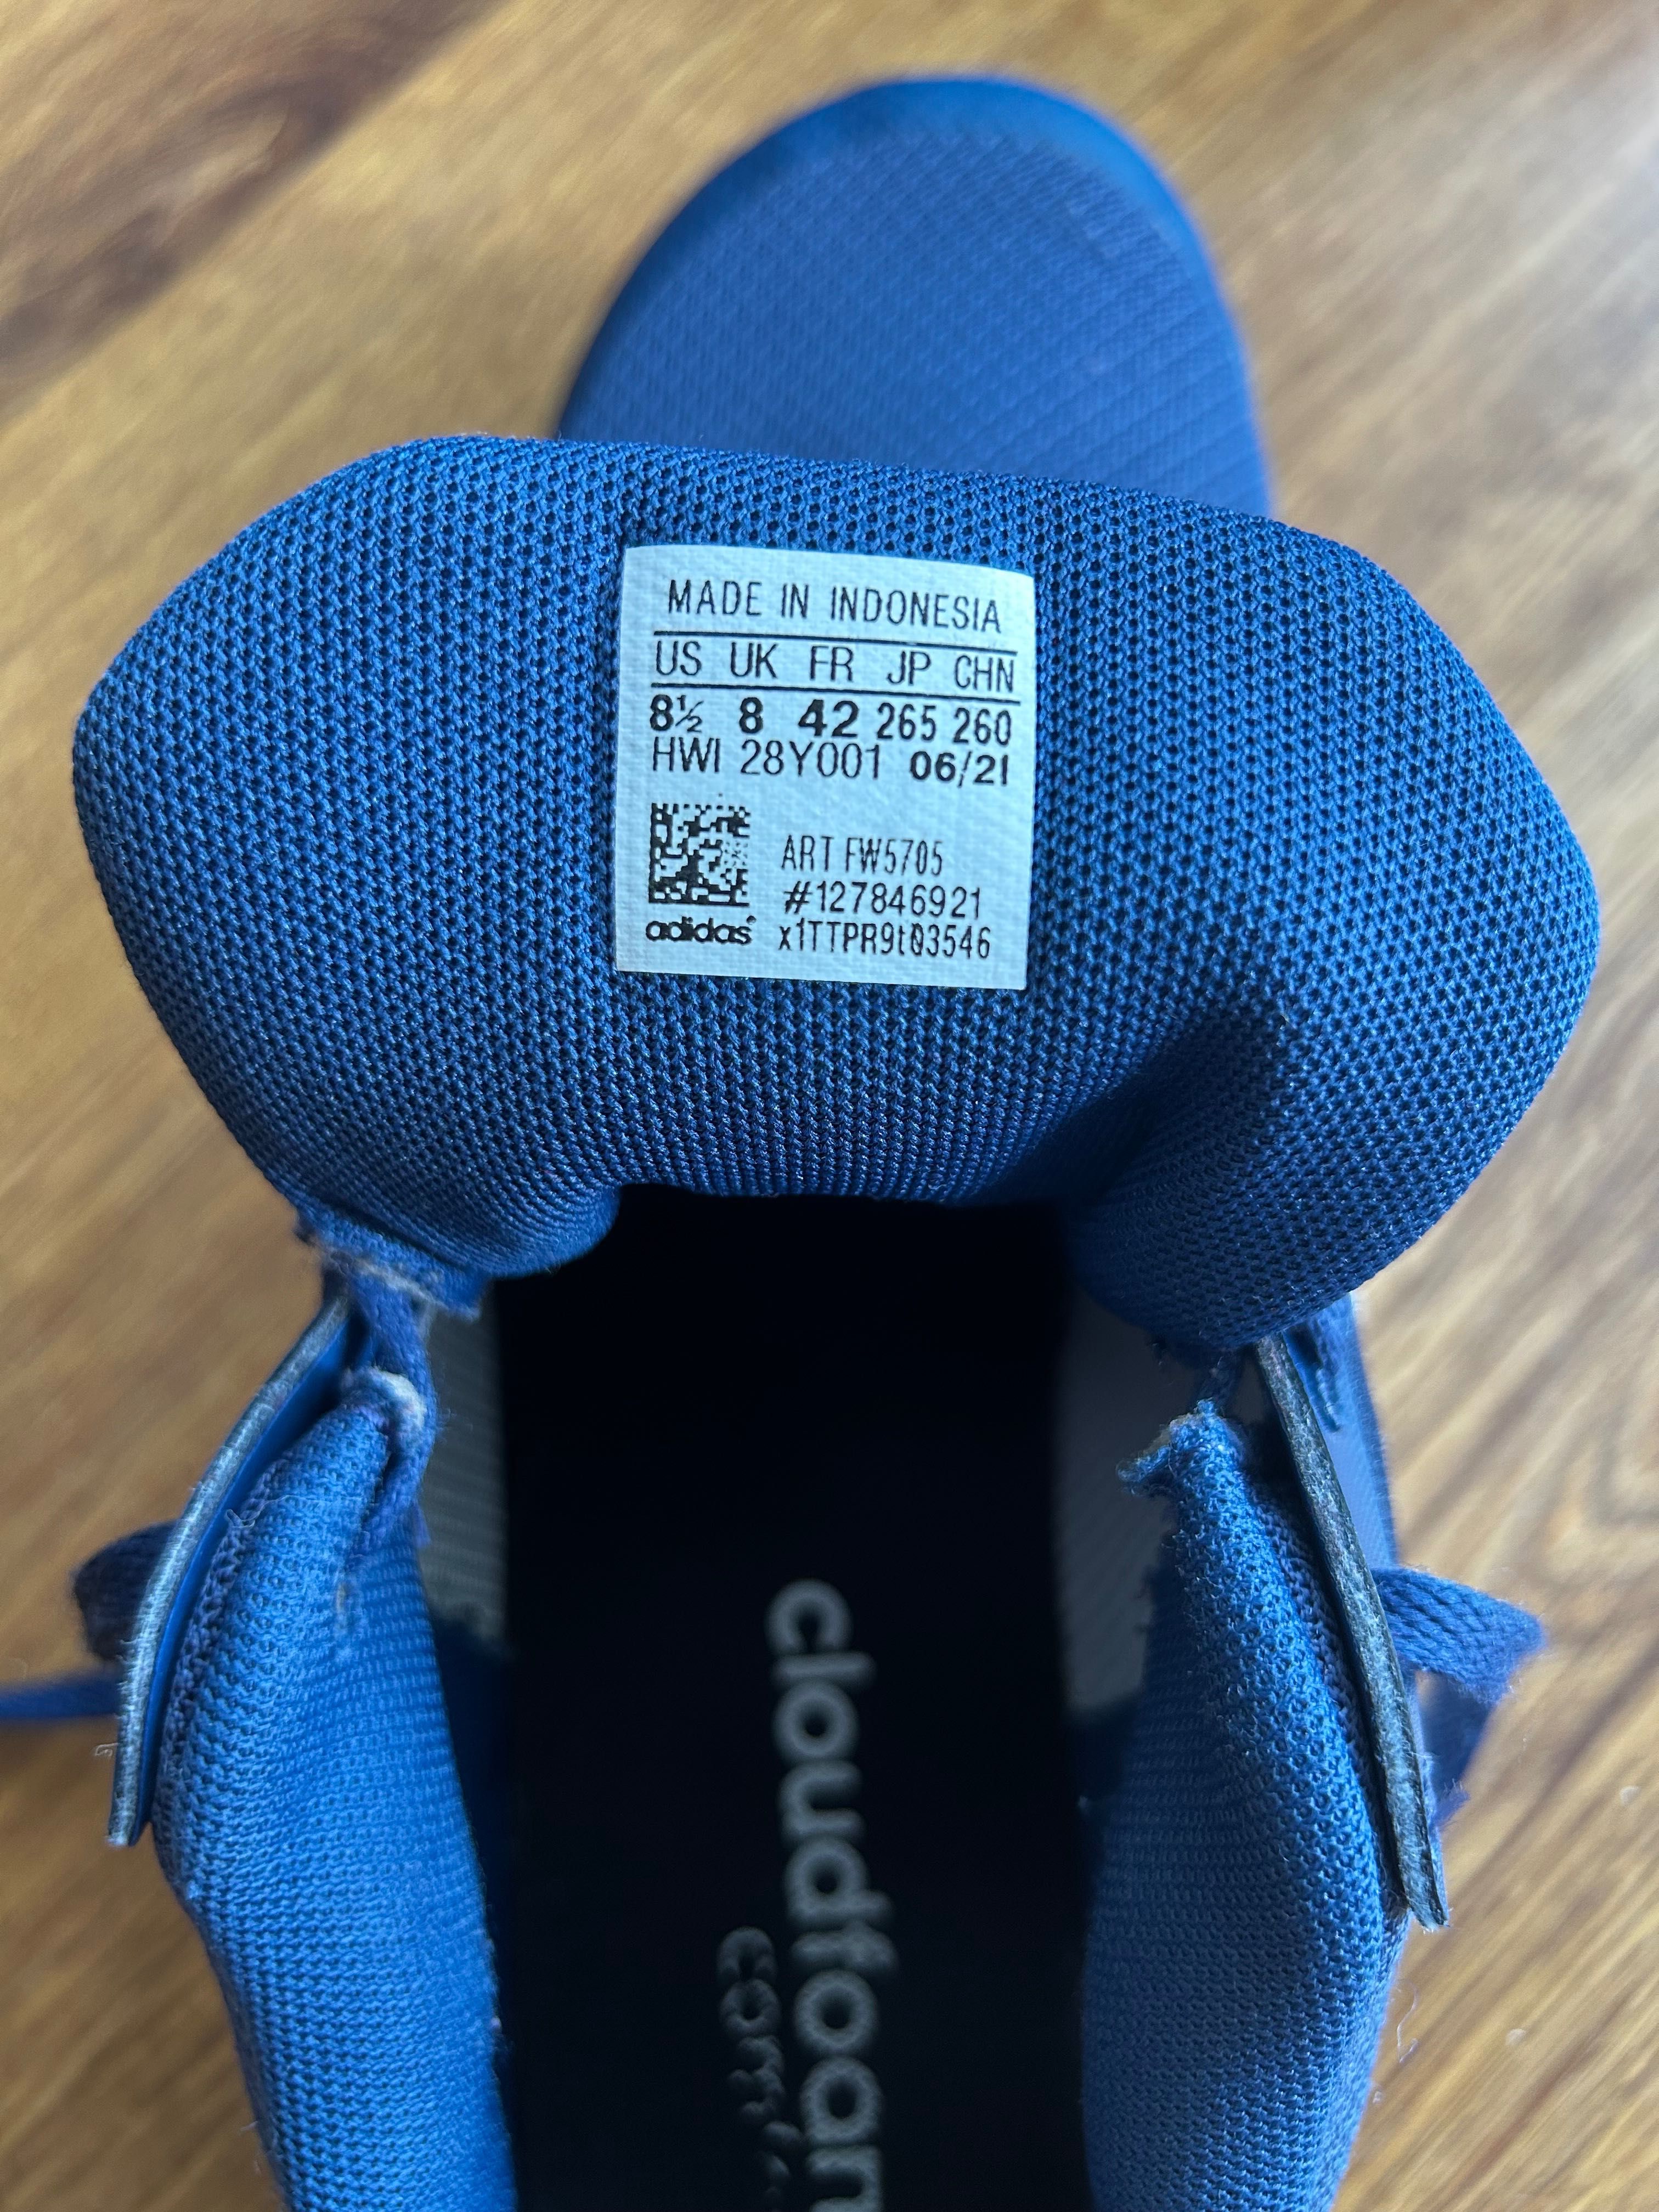 MADE IN INDONESIA
US UK FR JP CHN
8½ 8 42 265 260
HWI 28Y001 06/21
ART FW5705
#127846921
adidas x1TTPR9t03546
cloudfoam